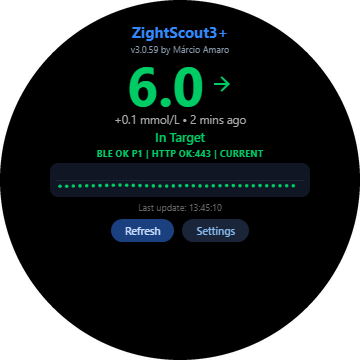 ZightScout3+
v3.0.59 by Márcio Amaro
6.0 →
+0.1 mmol/L • 2 mins ago
In Target
BLE OK P1 | HTTP OK:443 | CURRENT
Last update: 13:45:10
Refresh
Settings